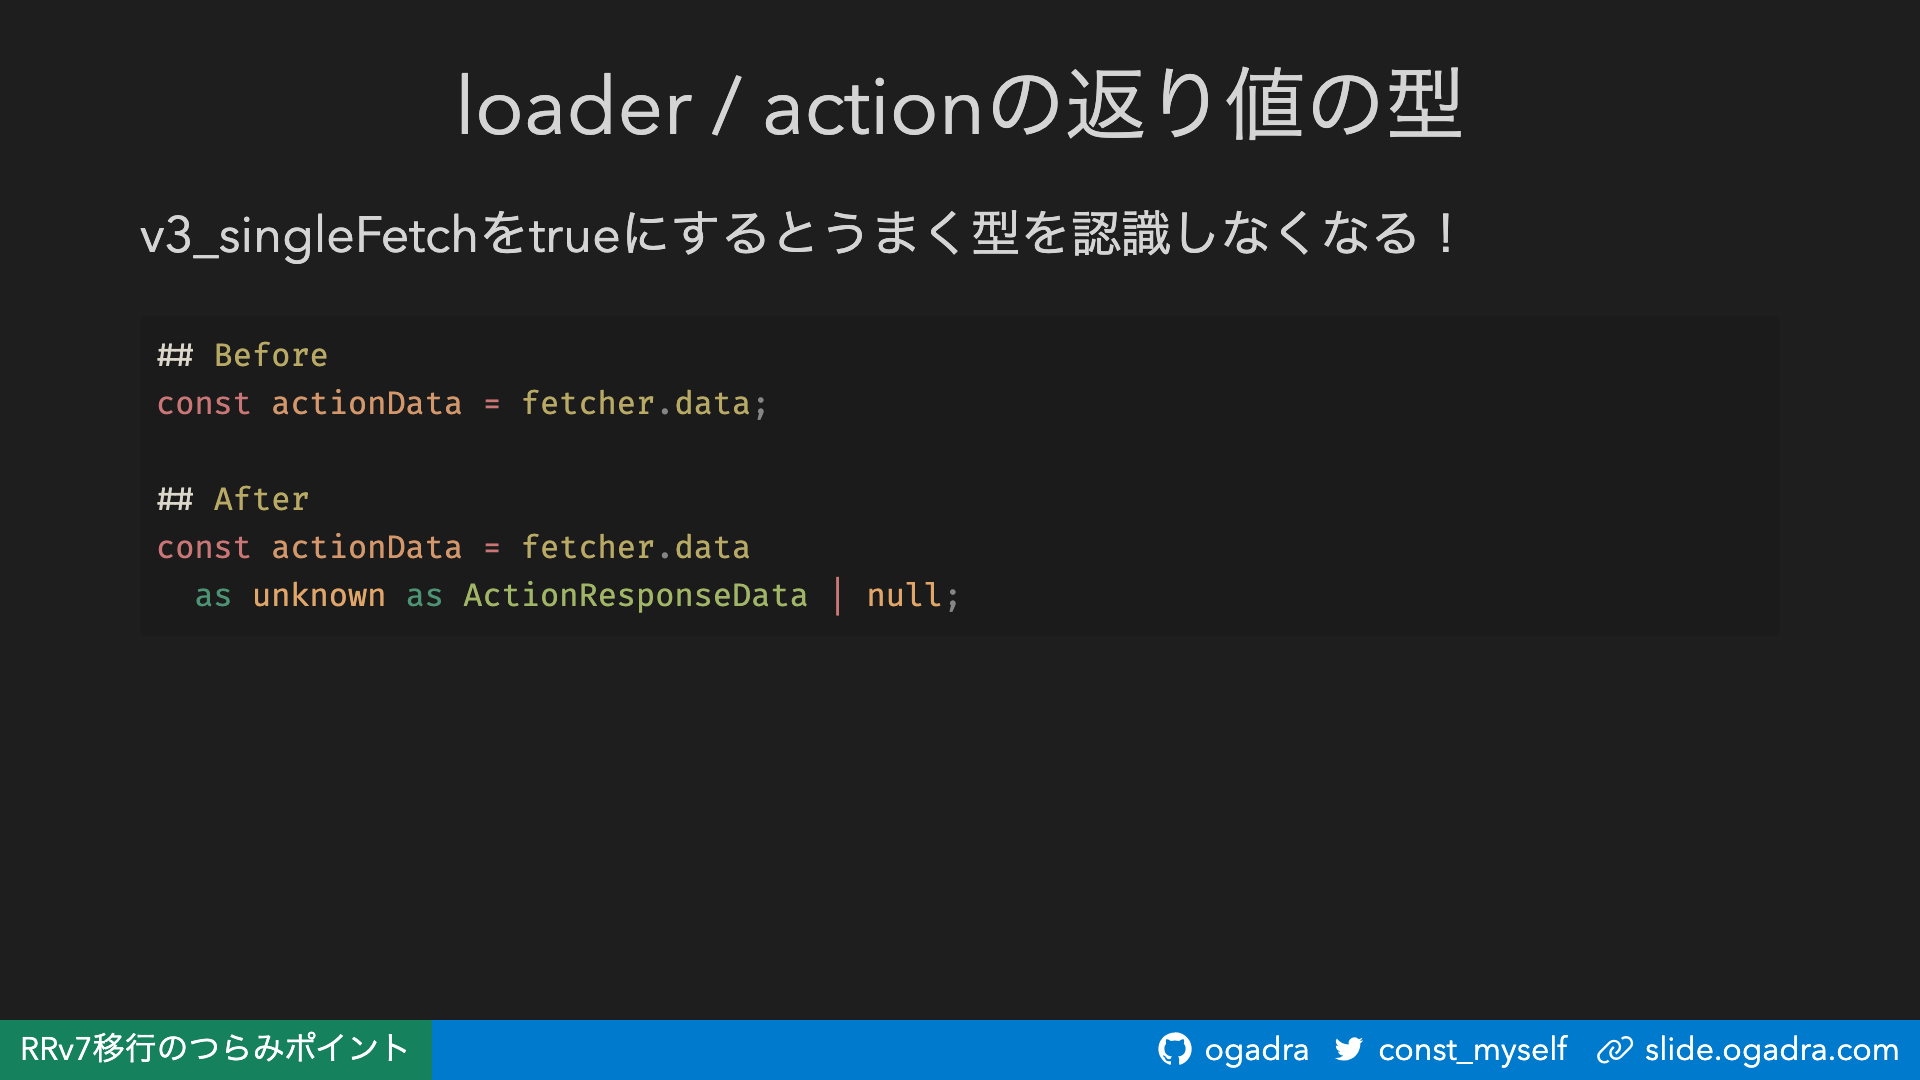 loader / actionの返り値の型
v3_singleFetchをtrueにするとうまく型を認識しなくなる！
## Before
const actionData = fetcher.data;
## After
const actionData = fetcher.data
as unknown as ActionResponseData | null;
RRv7移行のつらみポイント
ogadra const_myself slide.ogadra.com